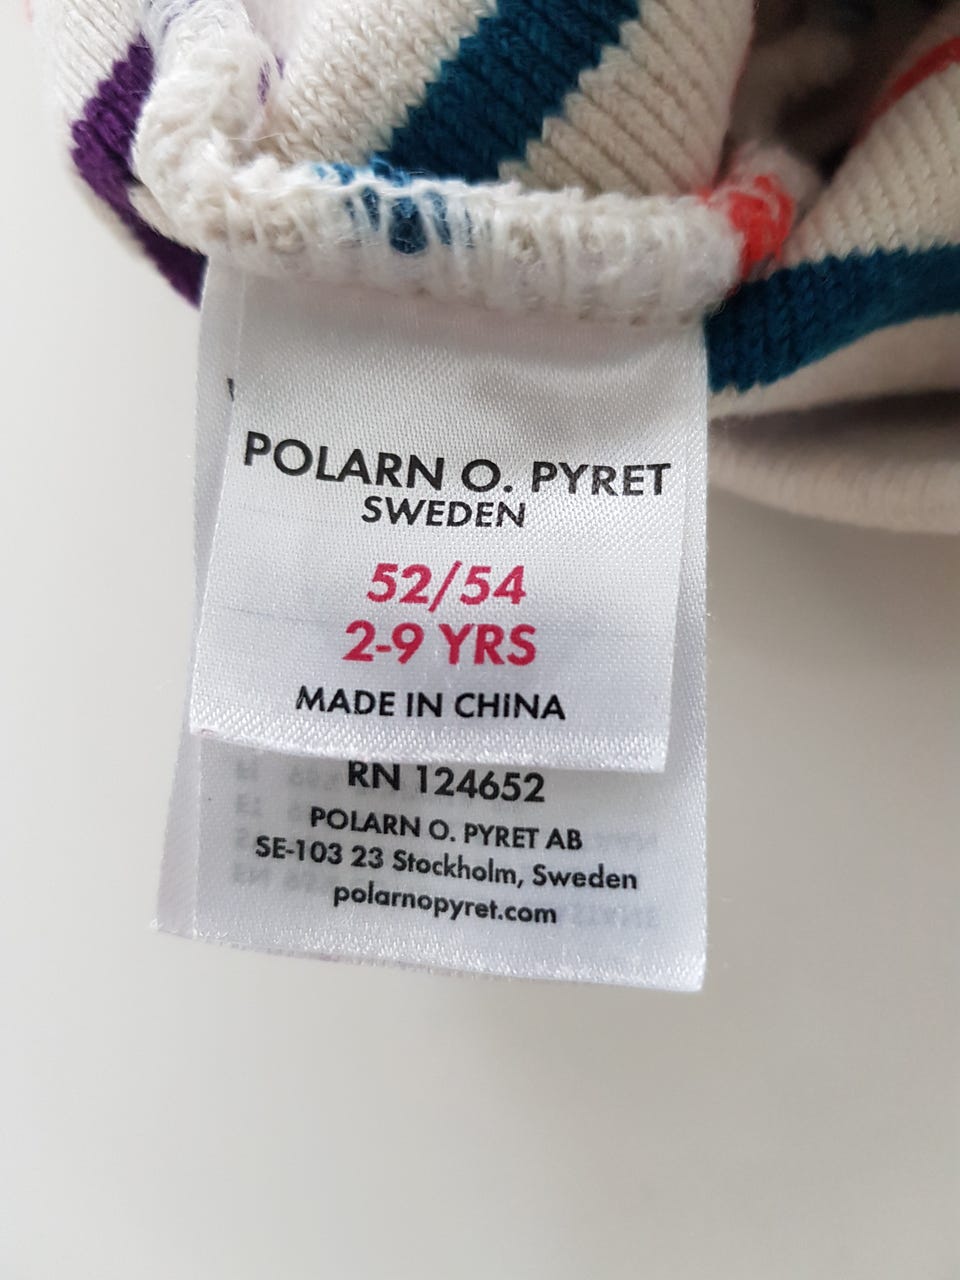 POLARN O. PYRET
SWEDEN
52/54
2-9 YRS
MADE IN CHINA
RN 124652
POLARN O. PYRET AB
SE-103 23 Stockholm, Sweden
polarnopyret.com